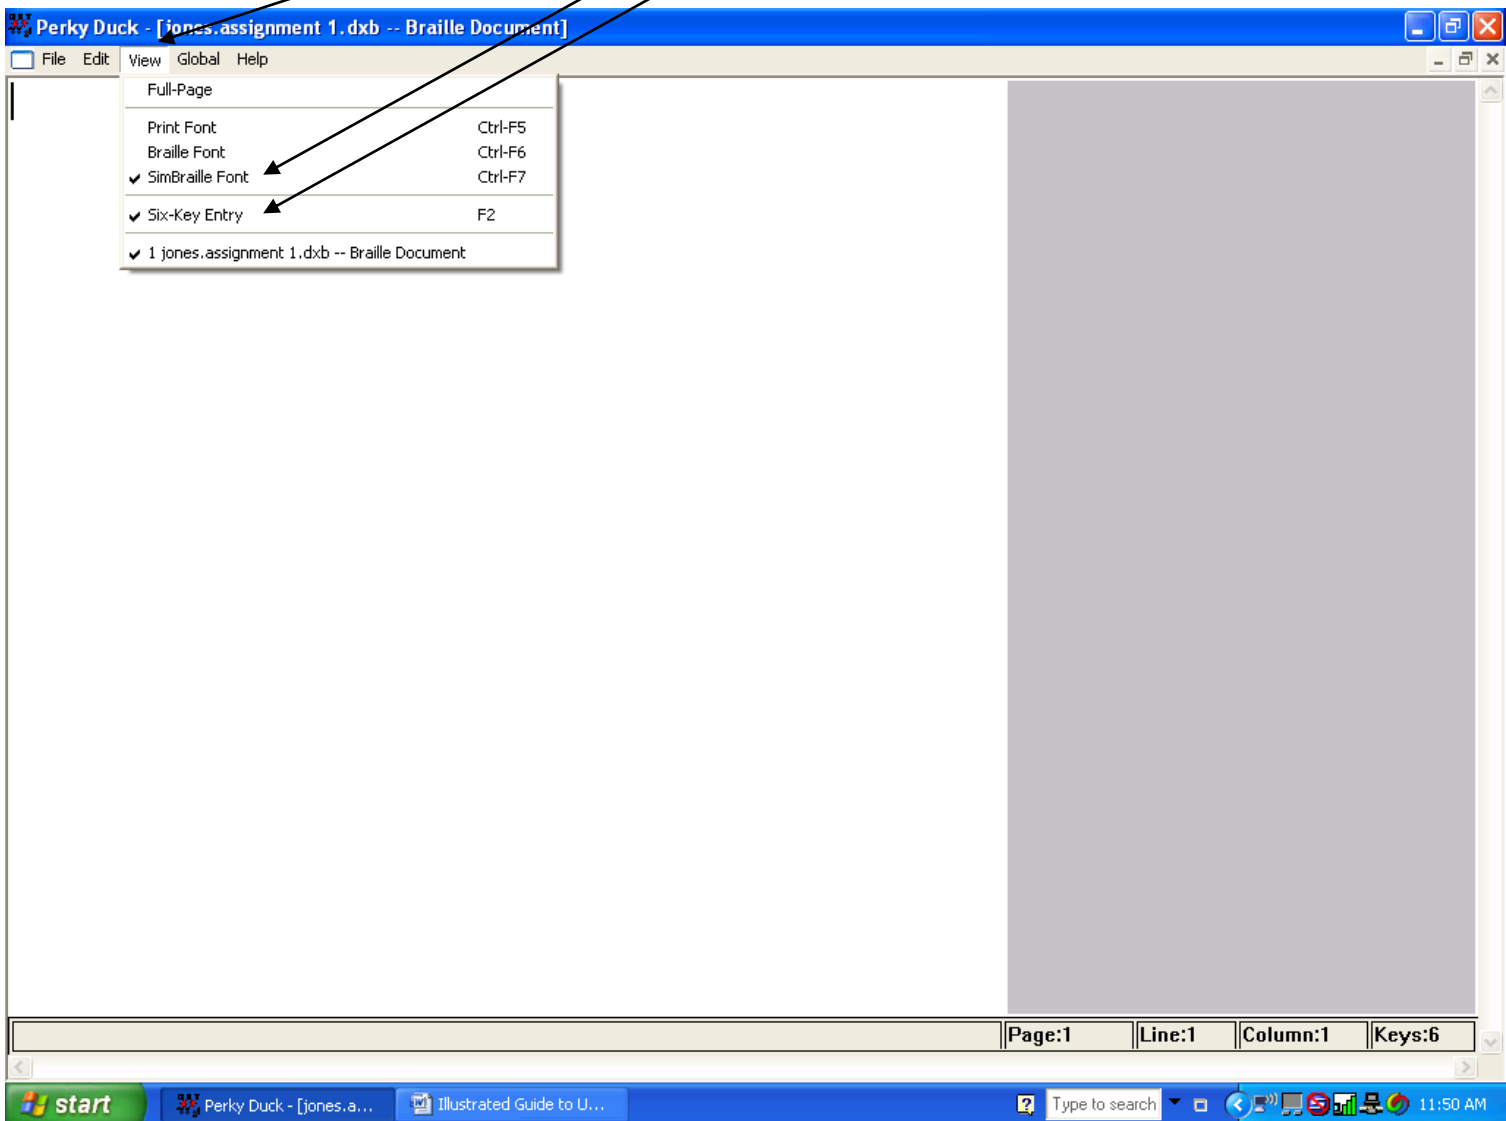 Perky Duck - [jones.assignment 1.dxb -- Braille Document]
File Edit View Global Help
Full-Page
Print Font Ctrl-F5
Braille Font Ctrl-F6
SimBraille Font Ctrl-F7
Six-Key Entry F2
1 jones.assignment 1.dxb -- Braille Document
Page:1 Line:1 Column:1 Keys:6
start Perky Duck - [jones.a... Illustrated Guide to U... Type to search 11:50 AM